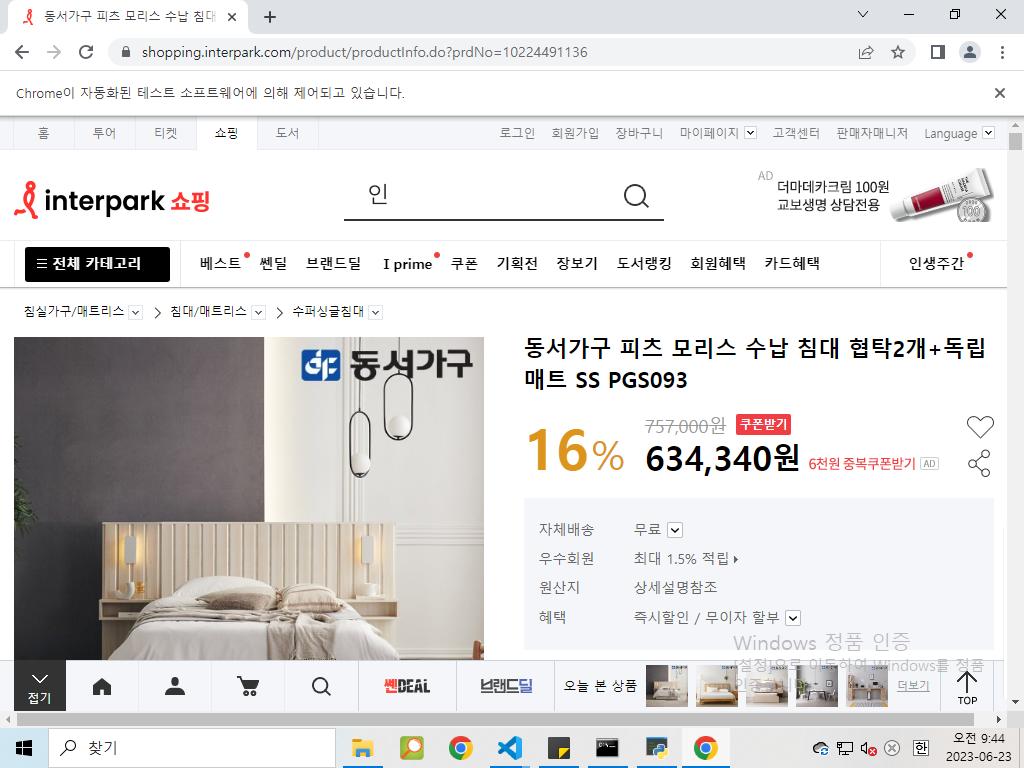 동서가구 피츠 모리스 수납 침대
shopping.interpark.com/product/productInfo.do?prdNo=10224491136
Chrome이 자동화된 테스트 소프트웨어에 의해 제어되고 있습니다.
홈 투어 티켓 쇼핑 도서 로그인 회원가입 장바구니 마이페이지 고객센터 판매자매니저 Language
interpark 쇼핑
인
AD 더마데카크림 100원
교보생명 상담전용
전체 카테고리 베스트 쎈딜 브랜드딜 I prime 쿠폰 기획전 장보기 도서랭킹 회원혜택 카드혜택 인생주간
침실가구/매트리스 침대/매트리스 수퍼싱글침대
동서가구
동서가구 피츠 모리스 수납 침대 협탁2개+독립
매트 SS PGS093
16%
757,000원 쿠폰받기
634,340원 6천원 중복쿠폰받기 AD
자체배송 무료
우수회원 최대 1.5% 적립
원산지 상세설명참조
혜택 즉시할인 / 무이자 할부
Windows 정품 인증
[설정]으로 이동하여 Windows를 정품
인증합니다.
접기 쎈DEAL 브랜드딜 오늘 본 상품 더보기 TOP
찾기
한
오전 9:44
2023-06-23